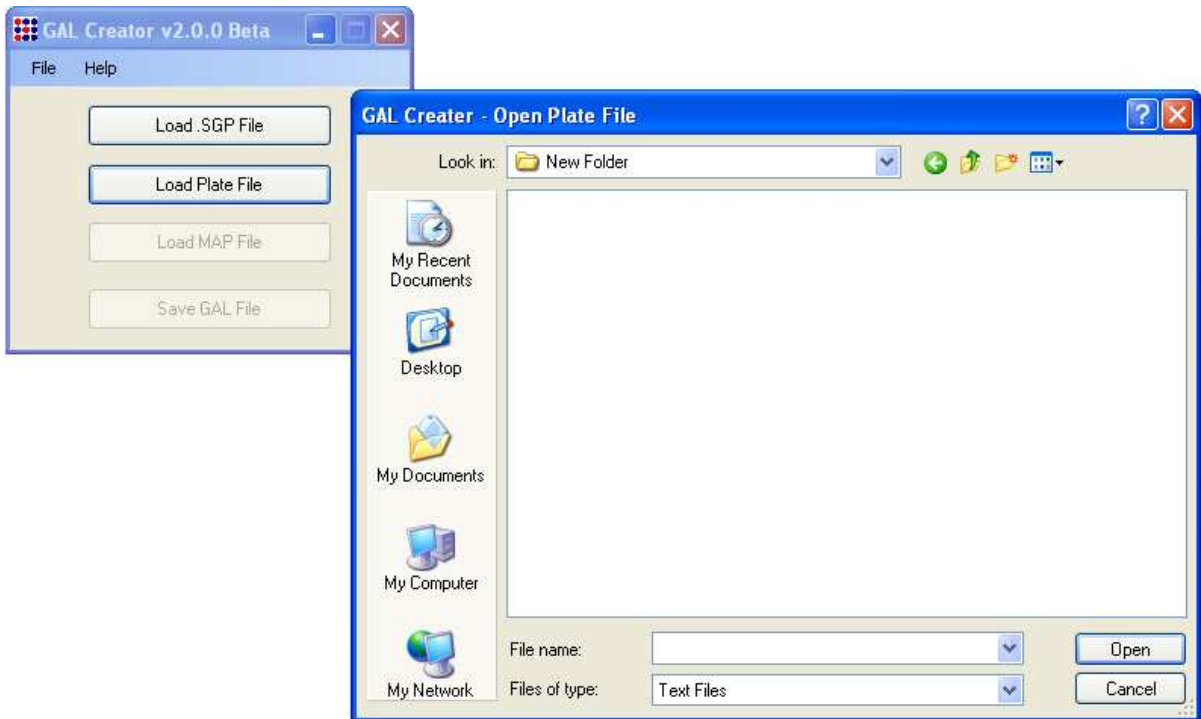 GAL Creator v2.0.0 Beta
File Help
Load .SGP File
Load Plate File
Load MAP File
Save GAL File
GAL Creater - Open Plate File
Look in: New Folder
My Recent
Documents
Desktop
My Documents
My Computer
My Network
File name:
Open
Files of type: Text Files
Cancel